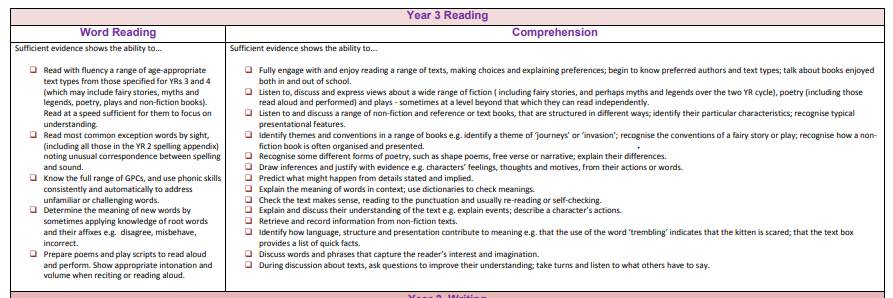 Year 3 Reading
Word Reading
Comprehension
Sufficient evidence shows the ability to...
Read with fluency a range of age-appropriate
text types from those specified for YRs 3 and 4
(which may include fairy stories, myths and
legends, poetry, plays and non-fiction books).
Read at a speed sufficient for them to focus on
understanding.
Read most common exception words by sight,
(including all those in the YR 2 spelling appendix)
noting unusual correspondence between spelling
and sound.
Know the full range of GPCs, and use phonic skills
consistently and automatically to address
unfamiliar or challenging words.
Determine the meaning of new words by
sometimes applying knowledge of root words
and their affixes e.g. disagree, misbehave,
incorrect.
Prepare poems and play scripts to read aloud
and perform. Show appropriate intonation and
volume when reciting or reading aloud.
Sufficient evidence shows the ability to...
Fully engage with and enjoy reading a range of texts, making choices and explaining preferences; begin to know preferred authors and text types; talk about books enjoyed
both in and out of school.
Listen to, discuss and express views about a wide range of fiction ( including fairy stories, and perhaps myths and legends over the two YR cycle), poetry (including those
read aloud and performed) and plays - sometimes at a level beyond that which they can read independently.
Listen to and discuss a range of non-fiction and reference or text books, that are structured in different ways; identify their particular characteristics; recognise typical
presentational features.
Identify themes and conventions in a range of books e.g. identify a theme of 'journeys' or 'invasion'; recognise the conventions of a fairy story or play; recognise how a non-
fiction book is often organised and presented.
Recognise some different forms of poetry, such as shape poems, free verse or narrative; explain their differences.
Draw inferences and justify with evidence e.g. characters' feelings, thoughts and motives, from their actions or words.
Predict what might happen from details stated and implied.
Explain the meaning of words in context; use dictionaries to check meanings.
Check the text makes sense, reading to the punctuation and usually re-reading or self-checking.
Explain and discuss their understanding of the text e.g. explain events; describe a character's actions.
Retrieve and record information from non-fiction texts.
Identify how language, structure and presentation contribute to meaning e.g. that the use of the word 'trembling' indicates that the kitten is scared; that the text box
provides a list of quick facts.
Discuss words and phrases that capture the reader's interest and imagination.
During discussion about texts, ask questions to improve their understanding; take turns and listen to what others have to say.
Year 3 Writing